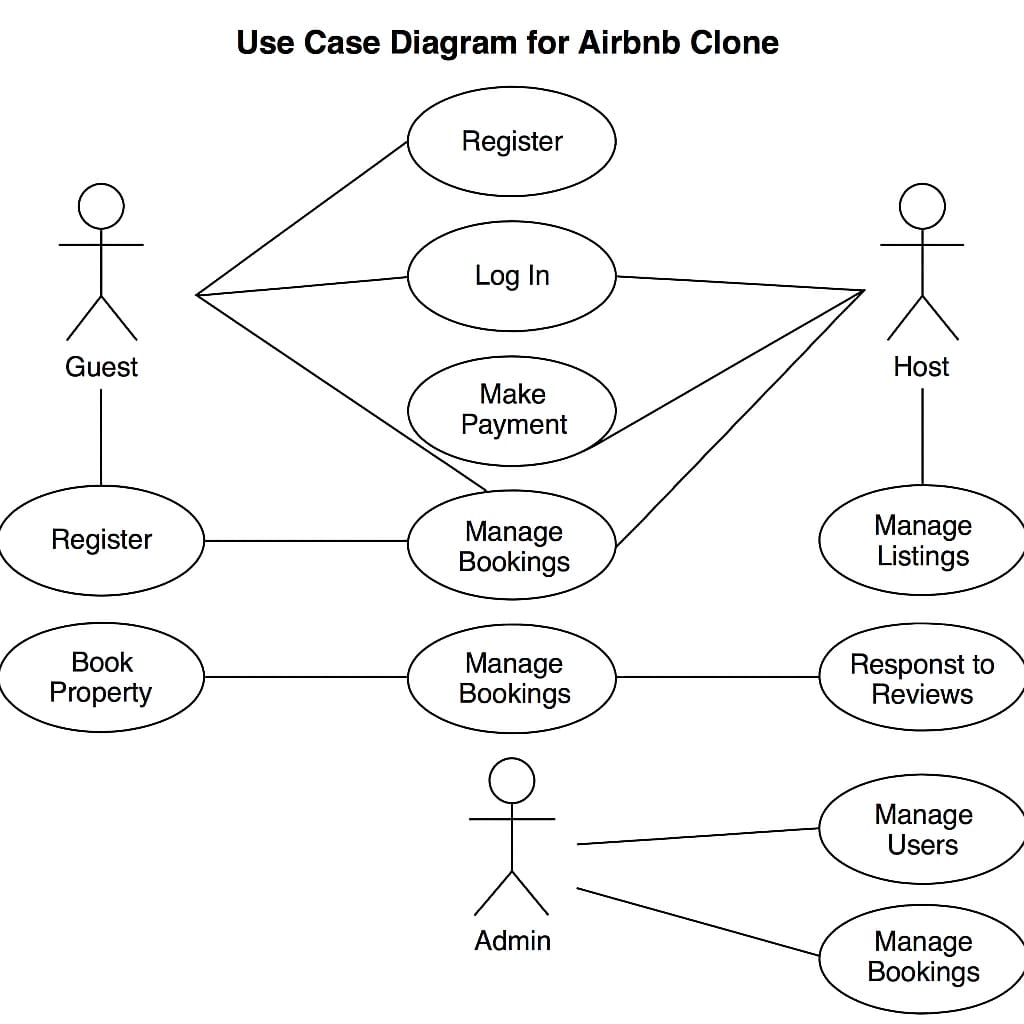 Use Case Diagram for Airbnb Clone
Register
Log In
Guest
Host
Make
Payment
Register
Manage
Bookings
Manage
Listings
Book
Property
Manage
Bookings
Responst to
Reviews
Manage
Users
Admin
Manage
Bookings